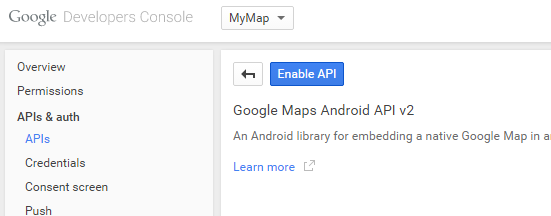 Google Developers Console MyMap
Overview
Permissions
APIs & auth
APIs
Credentials
Consent screen
Push
Enable API
Google Maps Android API v2
An Android library for embedding a native Google Map in
Learn more